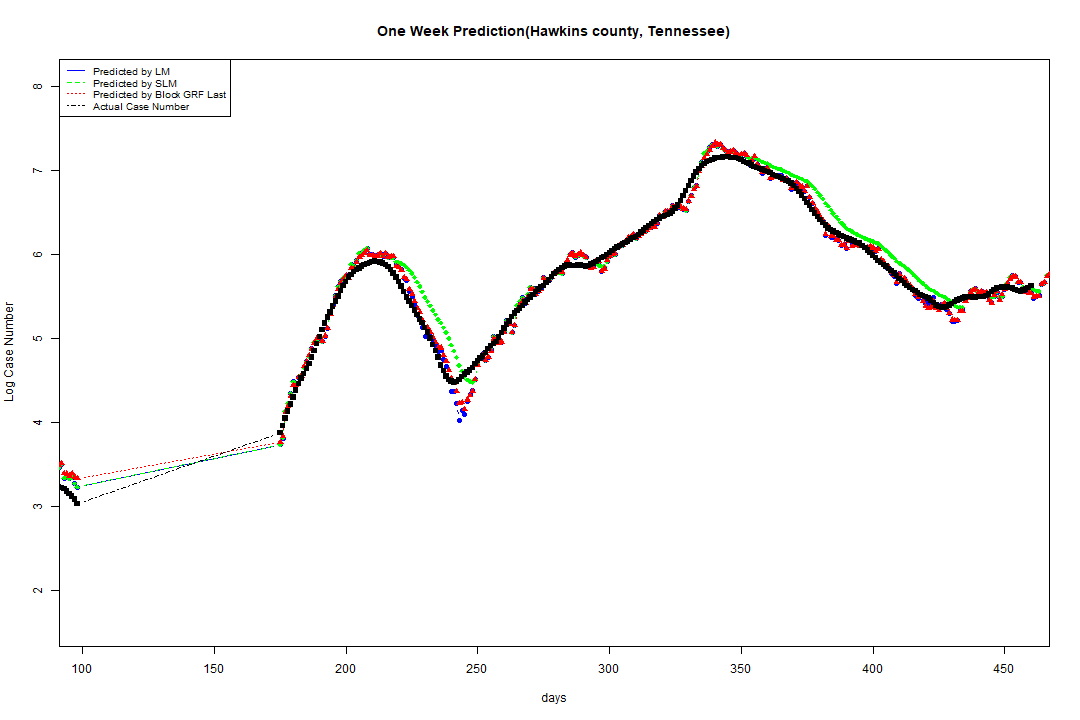 One Week Prediction(Hawkins county, Tennessee)
Predicted by LM
Predicted by SLM
Predicted by Block GRF Last
Actual Case Number
8
7
6
5
4
3
2
Log Case Number
100 150 200 250 300 350 400 450
days